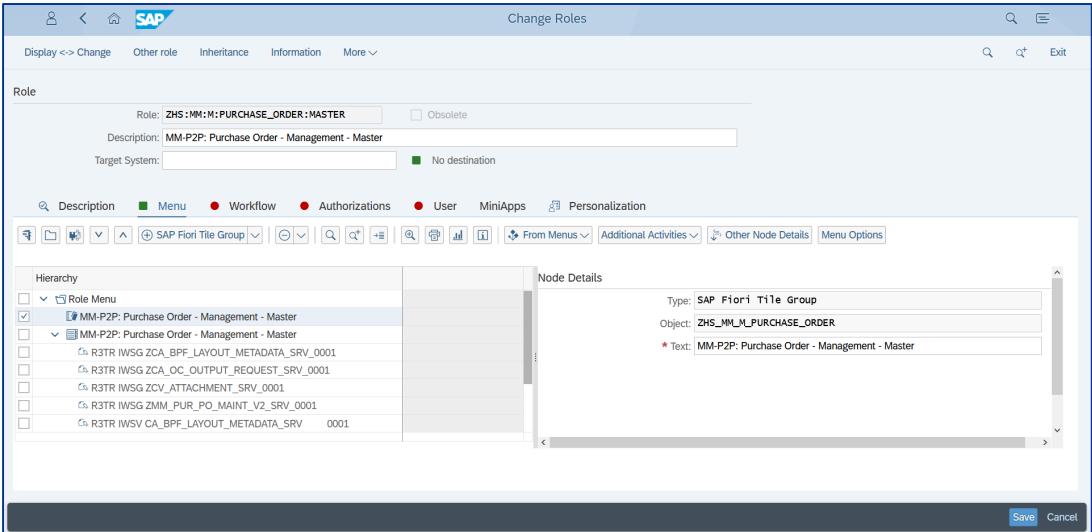 SAP Change Roles
Display <-> Change Other role Inheritance Information More Exit
Role
Role: ZHS:MM:M:PURCHASE_ORDER:MASTER Obsolete
Description: MM-P2P: Purchase Order - Management - Master
Target System: No destination
Description Menu Workflow Authorizations User MiniApps Personalization
SAP Fiori Tile Group From Menus Additional Activities Other Node Details Menu Options
Hierarchy
Role Menu
MM-P2P: Purchase Order - Management - Master
MM-P2P: Purchase Order - Management - Master
R3TR IWSG ZCA_BPF_LAYOUT_METADATA_SRV_0001
R3TR IWSG ZCA_OC_OUTPUT_REQUEST_SRV_0001
R3TR IWSG ZCV_ATTACHMENT_SRV_0001
R3TR IWSG ZMM_PUR_PO_MAINT_V2_SRV_0001
R3TR IWSV CA_BPF_LAYOUT_METADATA_SRV 0001
Node Details
Type: SAP Fiori Tile Group
Object: ZHS_MM_M_PURCHASE_ORDER
* Text: MM-P2P: Purchase Order - Management - Master
Save Cancel